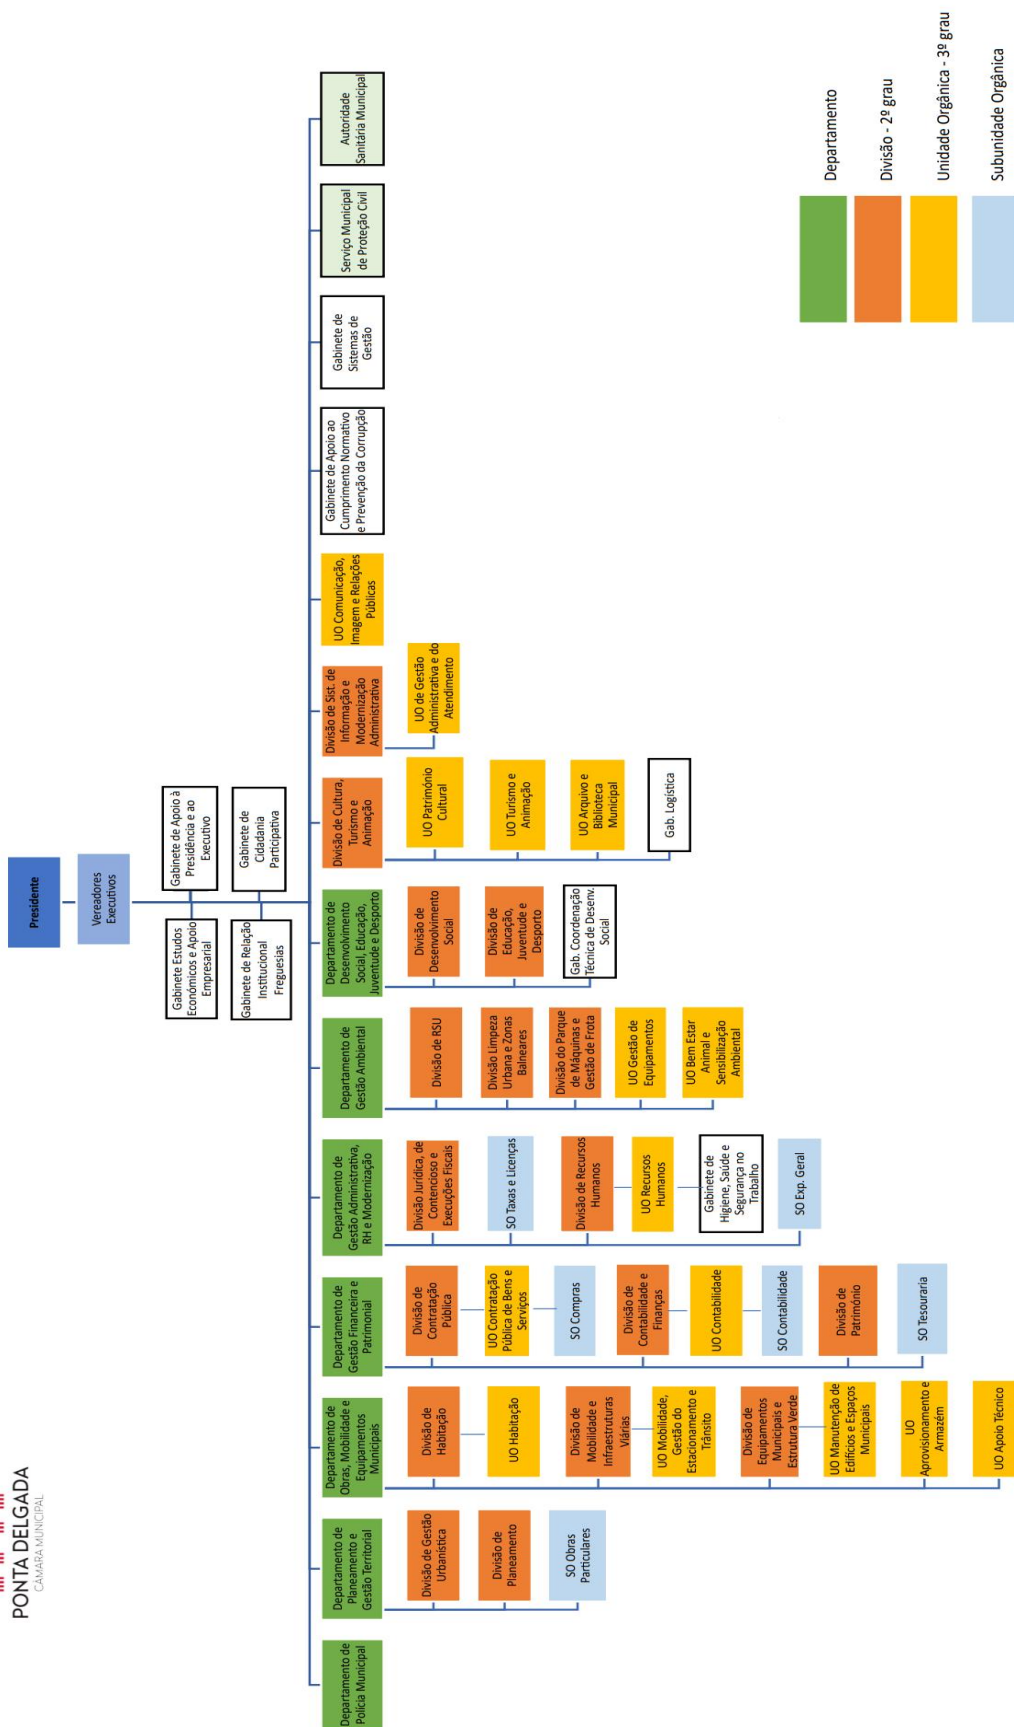 PONTA DELGADA
CÂMARA MUNICIPAL
Presidente
Vereadores
Executivos
Gabinete Estudos
Económicos e Apoio
Empresarial
Gabinete de Apoio à
Presidência e ao
Executivo
Gabinete de Relação
Institucional
Freguesias
Gabinete de
Cidadania
Participativa
Departamento de
Polícia Municipal
Departamento de
Planeamento e
Gestão Territorial
Divisão de Gestão
Urbanística
Divisão de
Planeamento
SO Obras
Particulares
Departamento de
Obras, Mobilidade e
Equipamentos
Municipais
Divisão de
Habitação
UO Habitação
Divisão de
Mobilidade e
Infraestruturas
Viárias
UO Mobilidade,
Gestão do
Estacionamento e
Trânsito
Divisão de
Equipamentos
Municipais e
Estrutura Verde
UO Manutenção de
Edifícios e Espaços
Municipais
UO
Aprovisionamento e
Armazém
UO Apoio Técnico
Departamento de
Gestão Financeira e
Patrimonial
Divisão de
Contratação
Pública
UO Contratação
Pública de Bens e
Serviços
SO Compras
Divisão de
Contabilidade e
Finanças
UO Contabilidade
SO Contabilidade
Divisão de
Património
SO Tesouraria
Departamento de
Gestão Administrativa,
RH e Modernização
Divisão Jurídica, de
Contencioso e
Execuções Fiscais
SO Taxas e Licenças
Divisão de Recursos
Humanos
UO Recursos
Humanos
Gabinete de
Higiene, Saúde e
Segurança no
Trabalho
SO Exp. Geral
Departamento de
Gestão Ambiental
Divisão de RSU
Divisão Limpeza
Urbana e Zonas
Balneares
Divisão do Parque
de Máquinas e
Gestão de Frota
UO Gestão de
Equipamentos
UO Bem Estar
Animal e
Sensibilização
Ambiental
Departamento de
Desenvolvimento
Social, Educação,
Juventude e Desporto
Divisão de
Desenvolvimento
Social
Divisão de
Educação,
Juventude e
Desporto
Gab. Coordenação
Técnica de Desenv.
Social
Divisão de Cultura,
Turismo e
Animação
UO Património
Cultural
UO Turismo e
Animação
UO Arquivo e
Biblioteca
Municipal
Gab. Logística
Divisão de Sist. de
Informação e
Modernização
Administrativa
UO de Gestão
Administrativa e do
Atendimento
UO Comunicação,
Imagem e Relações
Públicas
Gabinete de Apoio ao
Cumprimento Normativo
e Prevenção da Corrupção
Gabinete de
Sistemas de
Gestão
Serviço Municipal
de Proteção Civil
Autoridade
Sanitária Municipal
Departamento
Divisão - 2º grau
Unidade Orgânica - 3º grau
Subunidade Orgânica